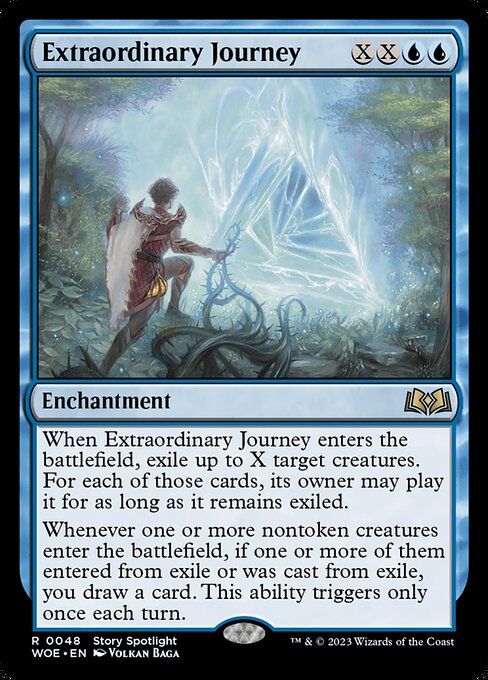 Extraordinary Journey XX
Enchantment
When Extraordinary Journey enters the
battlefield, exile up to X target creatures.
For each of those cards, its owner may play
it for as long as it remains exiled.
Whenever one or more nontoken creatures
enter the battlefield, if one or more of them
entered from exile or was cast from exile,
you draw a card. This ability triggers only
once each turn.
R 0048 Story Spotlight
WOE • EN Volkan Baga
™ & © 2023 Wizards of the Coast